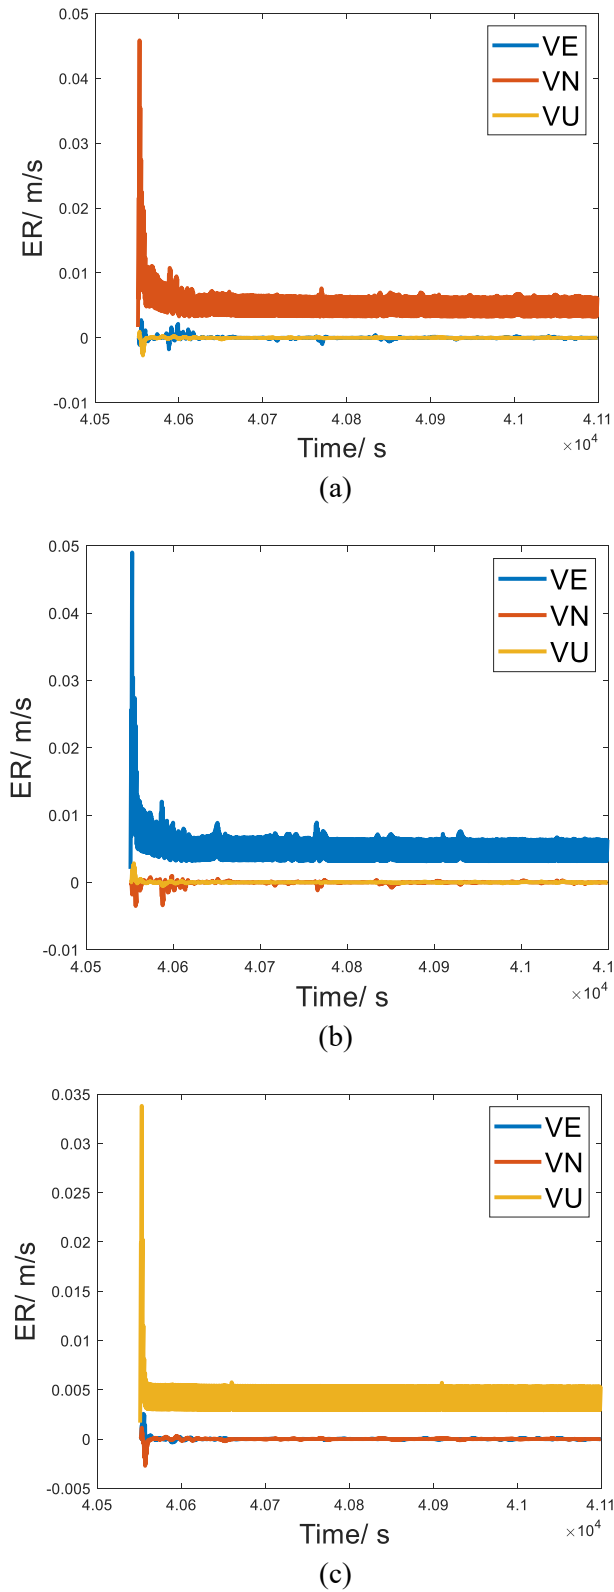 0.05
VE
0.04
VN
VU
0.03
ER/ m/s
0.02
0.01
0
-0.01
4.05 4.06 4.07 4.08 4.09 4.1 4.11
Time/ s
×10⁴
(a)
0.05
VE
0.04
VN
VU
0.03
ER/ m/s
0.02
0.01
0
-0.01
4.05 4.06 4.07 4.08 4.09 4.1 4.1
Time/ s
×10⁴
(b)
0.035
VE
0.03
VN
0.025
VU
0.02
ER/ m/s
0.015
0.01
0.005
0
-0.005
4.05 4.06 4.07 4.08 4.09 4.1 4.11
Time/ s
×10⁴
(c)